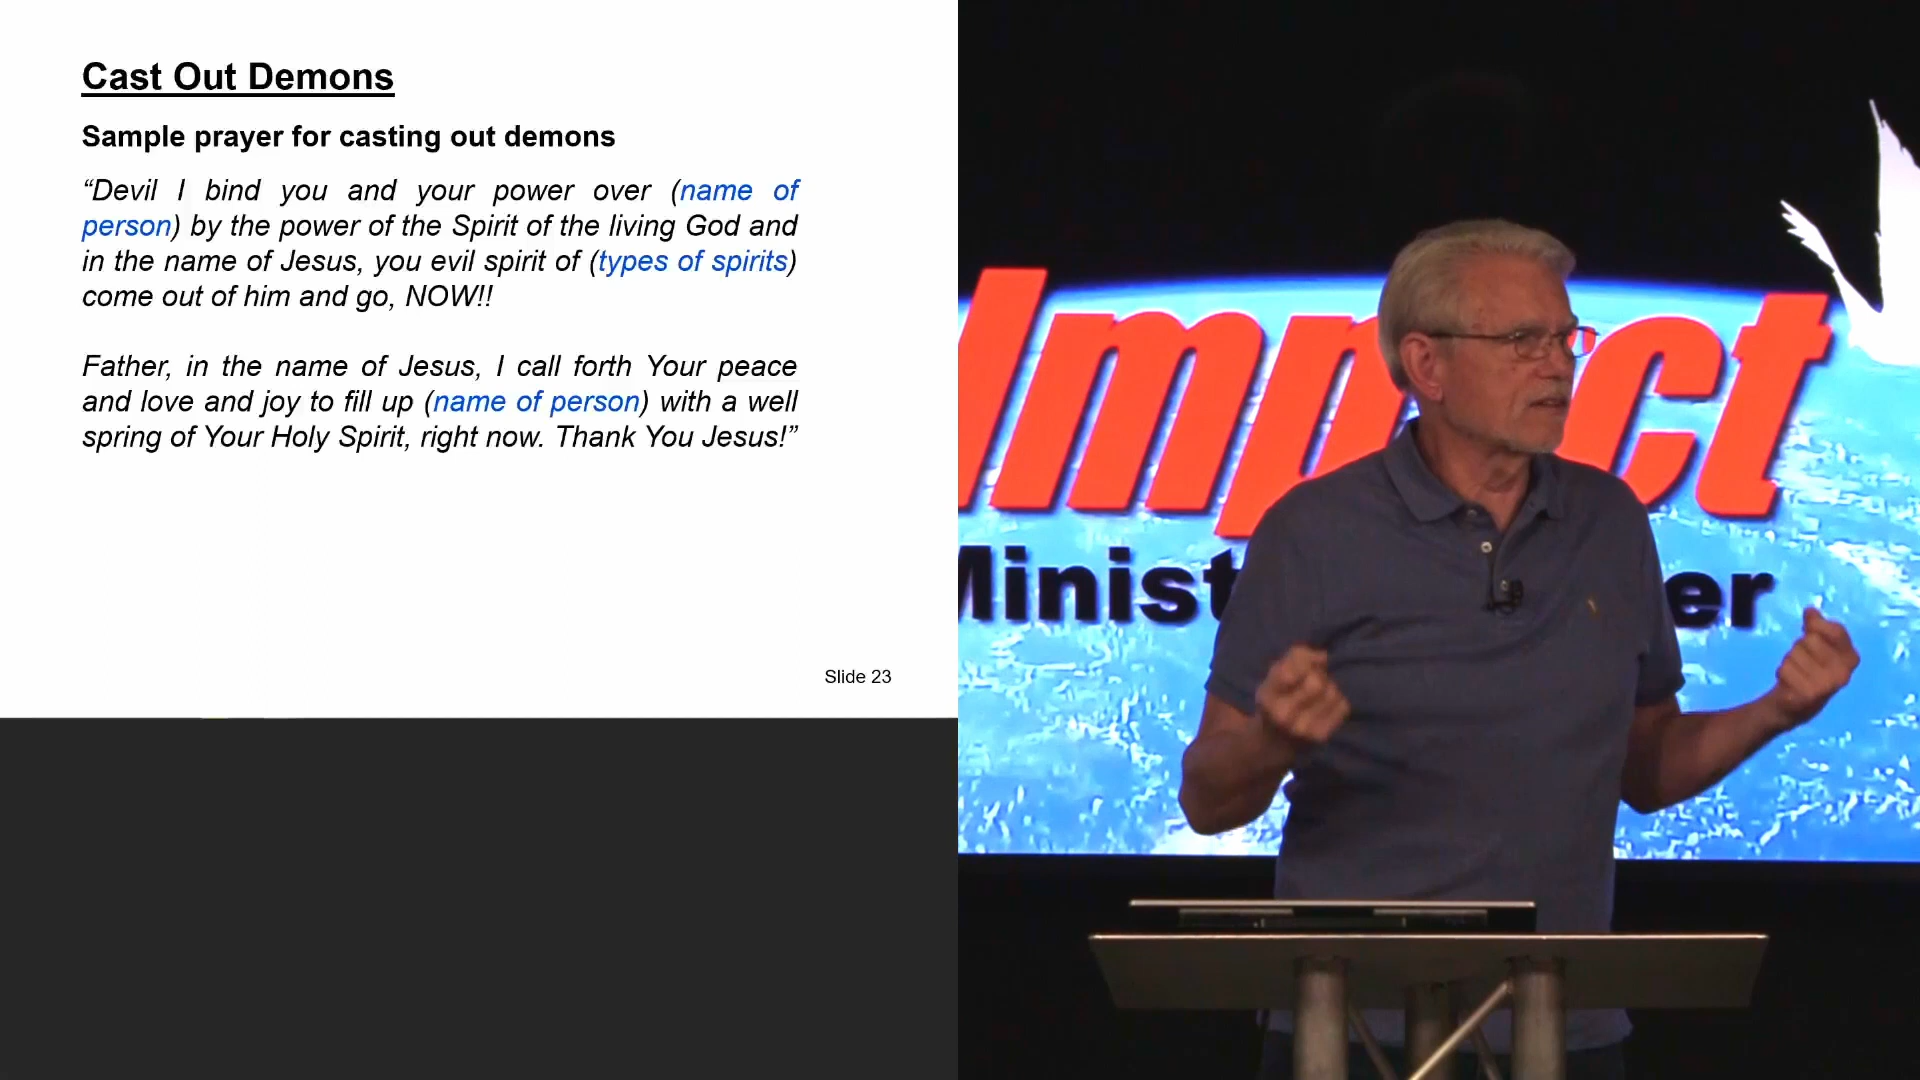 Cast Out Demons
Sample prayer for casting out demons
“Devil I bind you and your power over (name of
person) by the power of the Spirit of the living God and
in the name of Jesus, you evil spirit of (types of spirits)
come out of him and go, NOW!!
Father, in the name of Jesus, I call forth Your peace
and love and joy to fill up (name of person) with a well
spring of Your Holy Spirit, right now. Thank You Jesus!”
Slide 23
Impact